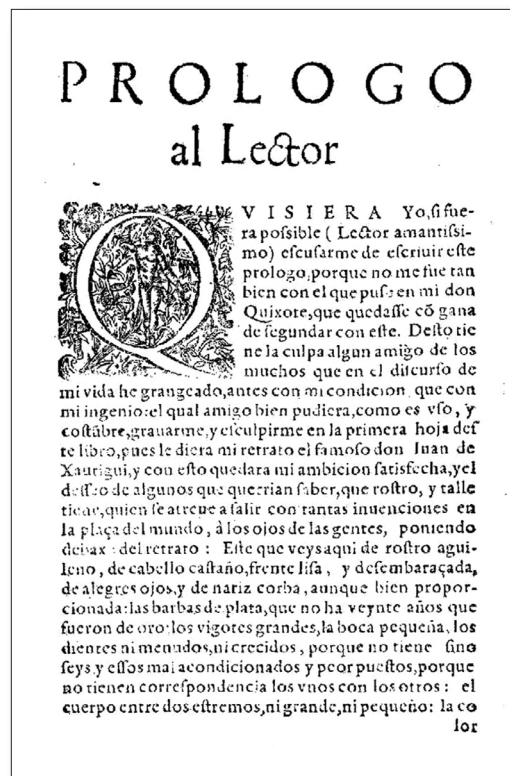 PROLOGO
al Lector
QVISIERA Yo,ſi fue-
ra poſsible ( Lector amantiſsi-
mo) eſcuſarme de eſcriuir eſte
prologo,porque no me fue tan
bien con el que puſe en mi don
Quixote,que quedaſſe cõ gana
de ſegundar con eſte. Deſto tie
ne la culpa algun amigo de los
muchos que en el diſcurſo de
mi vida he grangeado,antes con mi condicion que con
mi ingenio:el qual amigo bien pudiera,como es vſo, y
coſtũbre,grauarme,y eſculpirme en la primera hoja deſ
te libro,pues le diera mi retrato el famoſo don Iuan de
Xaurigui,y con eſto quedara mi ambicion ſatisfecha,y el
deſſeo de algunos que querrian ſaber,que roſtro, y talle
tiene,quien ſe atreue a ſalir con tantas inuenciones en
la plaça del mundo, à los ojos de las gentes, poniendo
debaxo del retrato : Eſte que veys aqui de roſtro agui-
leno, de cabello caſtaño,frente liſa , y deſembaraçada,
de alegres ojos,y de nariz corba, aunque bien propor-
cionada:las barbas de plata,que no ha veynte años que
fueron de oro:los vigotes grandes,la boca pequeña, los
dientes ni menudos,ni crecidos , porque no tiene ſino
ſeys,y eſſos mal acondicionados y peor pueſtos,porque
no tienen correſpondencia los vnos con los otros : el
cuerpo entre dos eſtremos,ni grande,ni pequeño: la co
lor